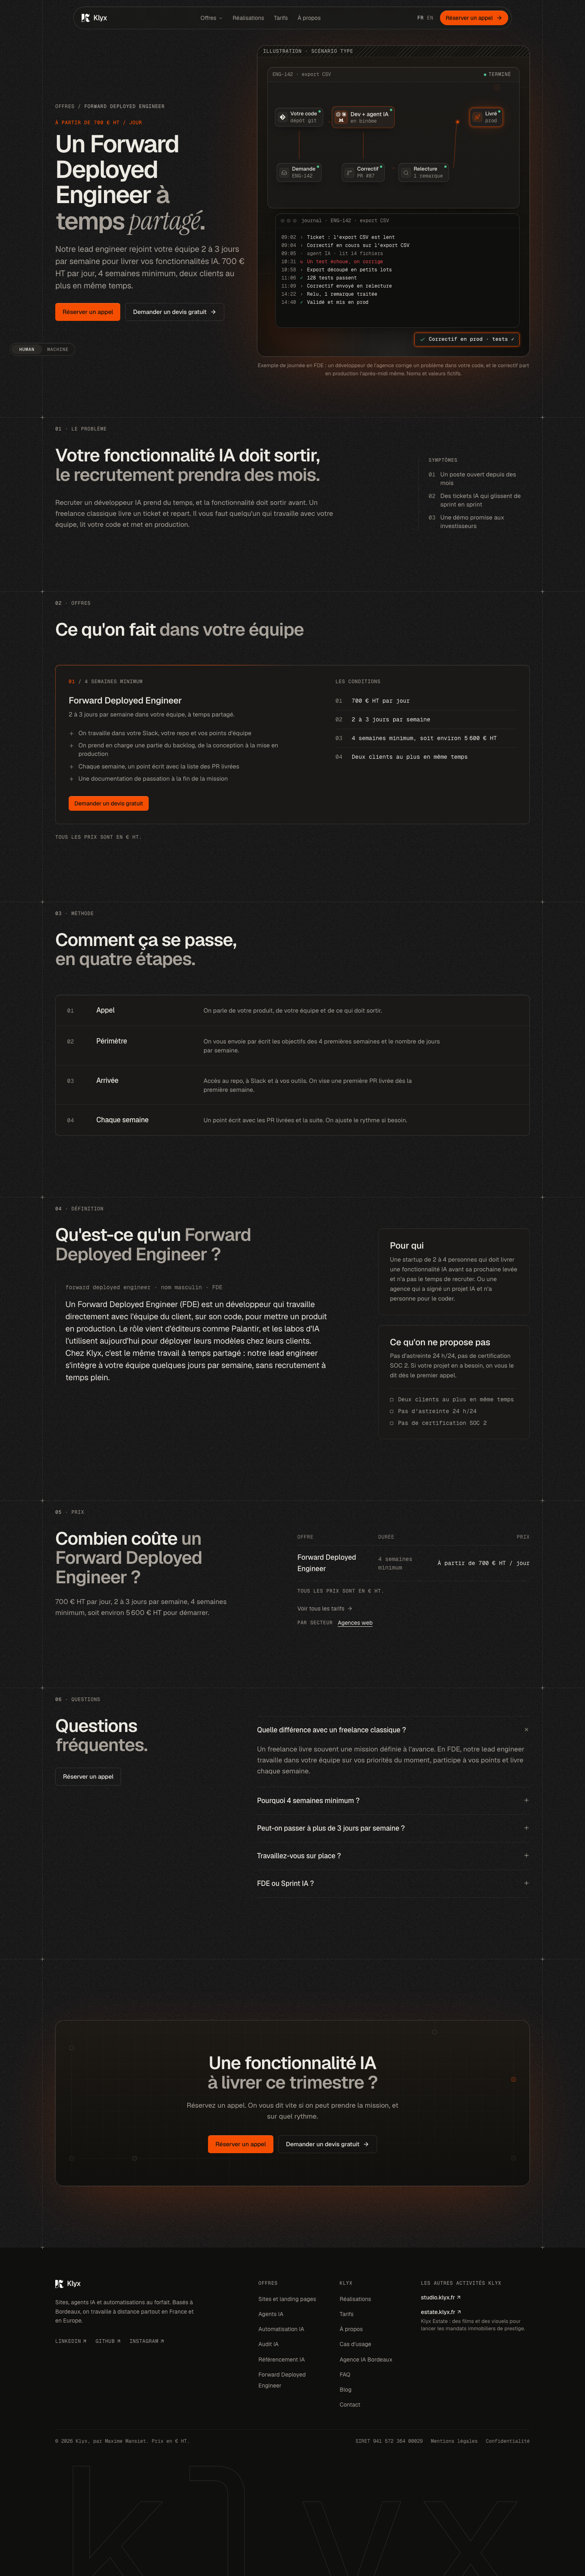 Klyx
Offres
Réalisations
Tarifs
À propos
FR EN
Réserver un appel →
OFFRES / FORWARD DEPLOYED ENGINEER
À PARTIR DE 700 € HT / JOUR
Un Forward
Deployed
Engineer à
temps partagé.
Notre lead engineer rejoint votre équipe 2 à 3 jours
par semaine pour livrer vos fonctionnalités IA. 700 €
HT par jour, 4 semaines minimum, deux clients au
plus en même temps.
Réserver un appel
Demander un devis gratuit →
HUMAN
MACHINE
ILLUSTRATION · SCÉNARIO TYPE
ENG-142 · export CSV
TERMINÉ
Votre code
dépôt git
Dev + agent IA
en binôme
Livré
prod
Demande
ENG-142
Correctif
PR #87
Relecture
1 remarque
journal · ENG-142 · export CSV
09:02 › Ticket : l'export CSV est lent
09:04 › Correctif en cours sur l'export CSV
09:05 · agent IA · lit 14 fichiers
10:31 Un test échoue, on corrige
10:58 › Export découpé en petits lots
11:06 ✓ 128 tests passent
11:09 › Correctif envoyé en relecture
14:22 › Relu, 1 remarque traitée
14:40 ✓ Validé et mis en prod
✓ Correctif en prod · tests ✓
Exemple de journée en FDE : un développeur de l'agence corrige un problème dans votre code, et le correctif part
en production l'après-midi même. Noms et valeurs fictifs.
01 · LE PROBLÈME
Votre fonctionnalité IA doit sortir,
le recrutement prendra des mois.
Recruter un développeur IA prend du temps, et la fonctionnalité doit sortir avant. Un
freelance classique livre un ticket et repart. Il vous faut quelqu'un qui travaille avec votre
équipe, lit votre code et met en production.
SYMPTÔMES
01 Un poste ouvert depuis des
mois
02 Des tickets IA qui glissent de
sprint en sprint
03 Une démo promise aux
investisseurs
02 · OFFRES
Ce qu'on fait dans votre équipe
01 / 4 SEMAINES MINIMUM
Forward Deployed Engineer
2 à 3 jours par semaine dans votre équipe, à temps partagé.
+ On travaille dans votre Slack, votre repo et vos points d'équipe
+ On prend en charge une partie du backlog, de la conception à la mise en
production
+ Chaque semaine, un point écrit avec la liste des PR livrées
+ Une documentation de passation à la fin de la mission
Demander un devis gratuit
LES CONDITIONS
01 700 € HT par jour
02 2 à 3 jours par semaine
03 4 semaines minimum, soit environ 5 600 € HT
04 Deux clients au plus en même temps
TOUS LES PRIX SONT EN € HT.
03 · MÉTHODE
Comment ça se passe,
en quatre étapes.
01 Appel On parle de votre produit, de votre équipe et de ce qui doit sortir.
02 Périmètre On vous envoie par écrit les objectifs des 4 premières semaines et le nombre de jours
par semaine.
03 Arrivée Accès au repo, à Slack et à vos outils. On vise une première PR livrée dès la
première semaine.
04 Chaque semaine Un point écrit avec les PR livrées et la suite. On ajuste le rythme si besoin.
04 · DÉFINITION
Qu'est-ce qu'un Forward
Deployed Engineer ?
forward deployed engineer · nom masculin · FDE
Un Forward Deployed Engineer (FDE) est un développeur qui travaille
directement avec l'équipe du client, sur son code, pour mettre un produit
en production. Le rôle vient d'éditeurs comme Palantir, et les labos d'IA
l'utilisent aujourd'hui pour déployer leurs modèles chez leurs clients.
Chez Klyx, c'est le même travail à temps partagé : notre lead engineer
s'intègre à votre équipe quelques jours par semaine, sans recrutement à
temps plein.
Pour qui
Une startup de 2 à 4 personnes qui doit livrer
une fonctionnalité IA avant sa prochaine levée
et n'a pas le temps de recruter. Ou une
agence qui a signé un projet IA et n'a
personne pour le coder.
Ce qu'on ne propose pas
Pas d'astreinte 24 h/24, pas de certification
SOC 2. Si votre projet en a besoin, on vous le
dit dès le premier appel.
Deux clients au plus en même temps
Pas d'astreinte 24 h/24
Pas de certification SOC 2
05 · PRIX
Combien coûte un
Forward Deployed
Engineer ?
700 € HT par jour, 2 à 3 jours par semaine, 4 semaines
minimum, soit environ 5 600 € HT pour démarrer.
OFFRE DURÉE PRIX
Forward Deployed
Engineer
4 semaines
minimum
À partir de 700 € HT / jour
TOUS LES PRIX SONT EN € HT.
Voir tous les tarifs →
PAR SECTEUR Agences web
06 · QUESTIONS
Questions
fréquentes.
Réserver un appel
Quelle différence avec un freelance classique ? ×
Un freelance livre souvent une mission définie à l'avance. En FDE, notre lead engineer
travaille dans votre équipe sur vos priorités du moment, participe à vos points et livre
chaque semaine.
Pourquoi 4 semaines minimum ? +
Peut-on passer à plus de 3 jours par semaine ? +
Travaillez-vous sur place ? +
FDE ou Sprint IA ? +
Une fonctionnalité IA
à livrer ce trimestre ?
Réservez un appel. On vous dit vite si on peut prendre la mission, et
sur quel rythme.
Réserver un appel
Demander un devis gratuit →
Klyx
Sites, agents IA et automatisations au forfait. Basés à
Bordeaux, on travaille à distance partout en France et
en Europe.
LINKEDIN ↗ GITHUB ↗ INSTAGRAM ↗
OFFRES
Sites et landing pages
Agents IA
Automatisation IA
Audit IA
Référencement IA
Forward Deployed
Engineer
KLYX
Réalisations
Tarifs
À propos
Cas d'usage
Agence IA Bordeaux
FAQ
Blog
Contact
LES AUTRES ACTIVITÉS KLYX
studio.klyx.fr ↗
estate.klyx.fr ↗
Klyx Estate : des films et des visuels pour
lancer les mandats immobiliers de prestige.
© 2026 Klyx, par Maxime Mansiet. Prix en € HT.
SIRET 941 572 364 00029 Mentions légales Confidentialité
klyx